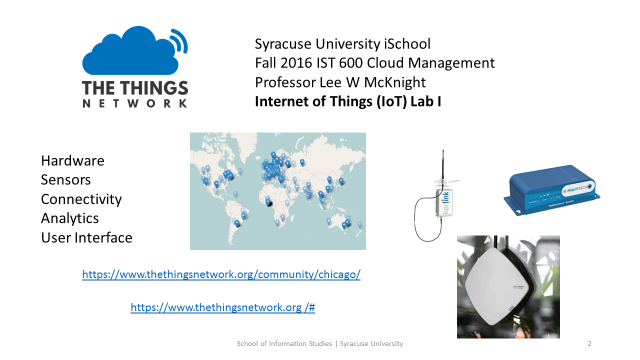 THE THINGS
NETWORK
Syracuse University iSchool
Fall 2016 IST 600 Cloud Management
Professor Lee W McKnight
Internet of Things (IoT) Lab I
Hardware
Sensors
Connectivity
Analytics
User Interface
link
https://www.thethingsnetwork.org/community/chicago/
https://www.thethingsnetwork.org /#
School of Information Studies | Syracuse University
2